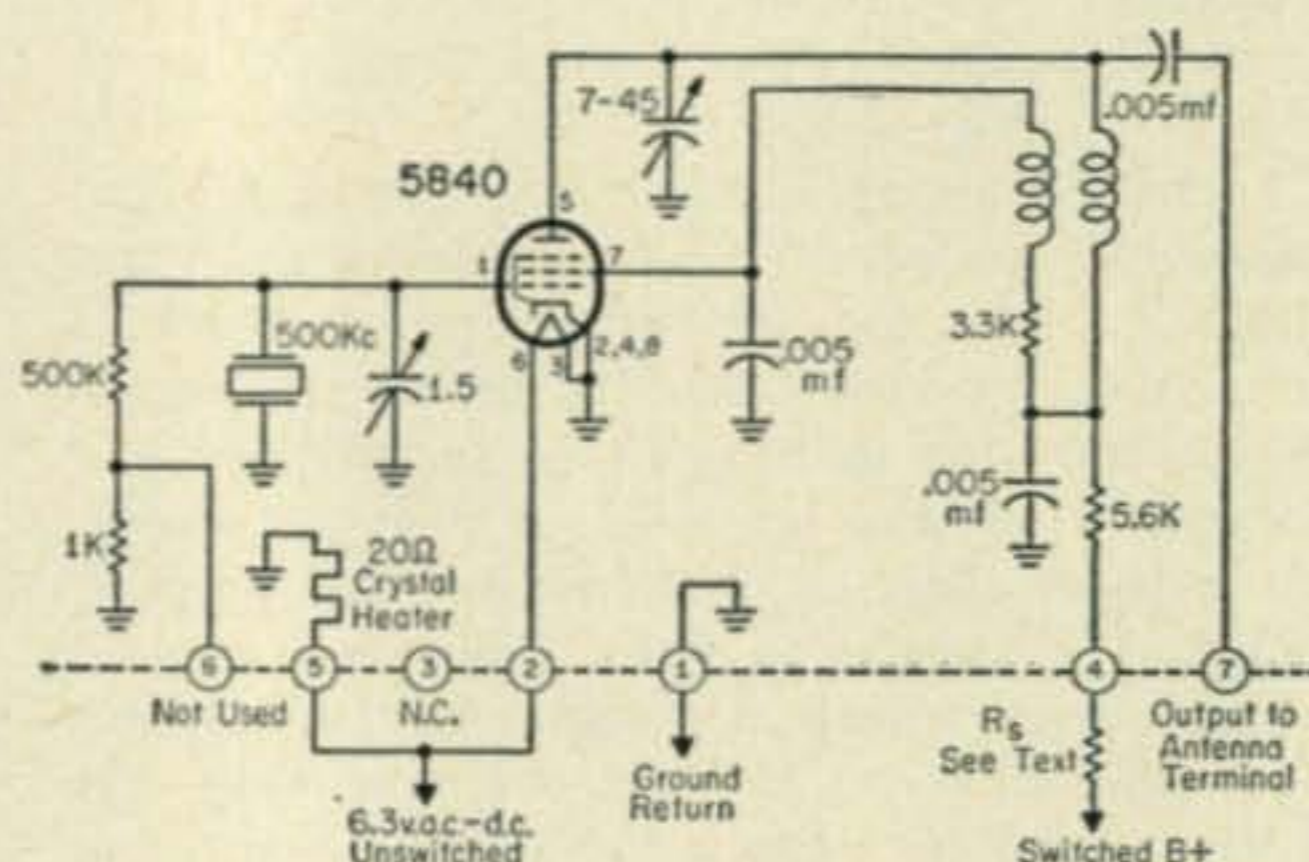 .005mf
7-45
5840
5
1
7
500Kc
3.3K
500K
1.5
6
3
2,4,8
.005
mf
.005
mf
5.6K
1K
20Ω
Crystal
Heater
6
5
3
2
1
4
7
Not Used
N.C.
Rs
See Text
Output to
Antenna
Terminal
Ground
Return
6.3v.a.c.-d.c.
Unswitched
Switched B+